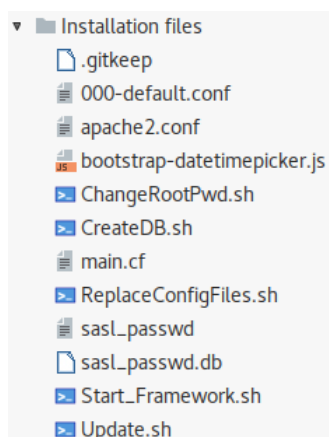 Installation files
.gitkeep
000-default.conf
apache2.conf
bootstrap-datetimepicker.js
ChangeRootPwd.sh
CreateDB.sh
main.cf
ReplaceConfigFiles.sh
sasl_passwd
sasl_passwd.db
Start_Framework.sh
Update.sh